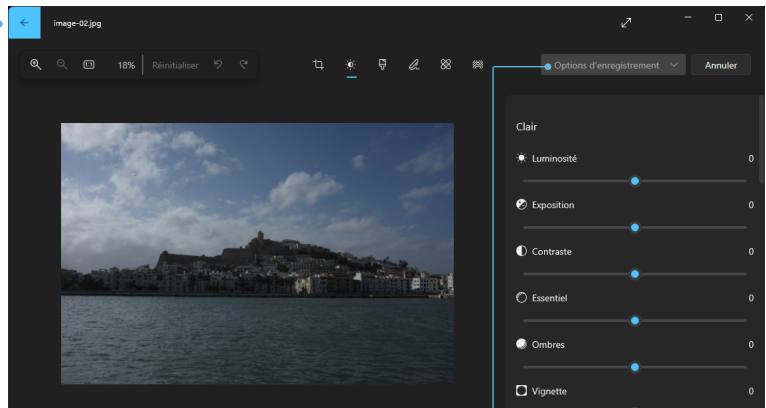 image-02.jpg
18%
Réinitialiser
Options d'enregistrement
Annuler
Clair
Luminosité 0
Exposition 0
Contraste 0
Essentiel 0
Ombres 0
Vignette 0